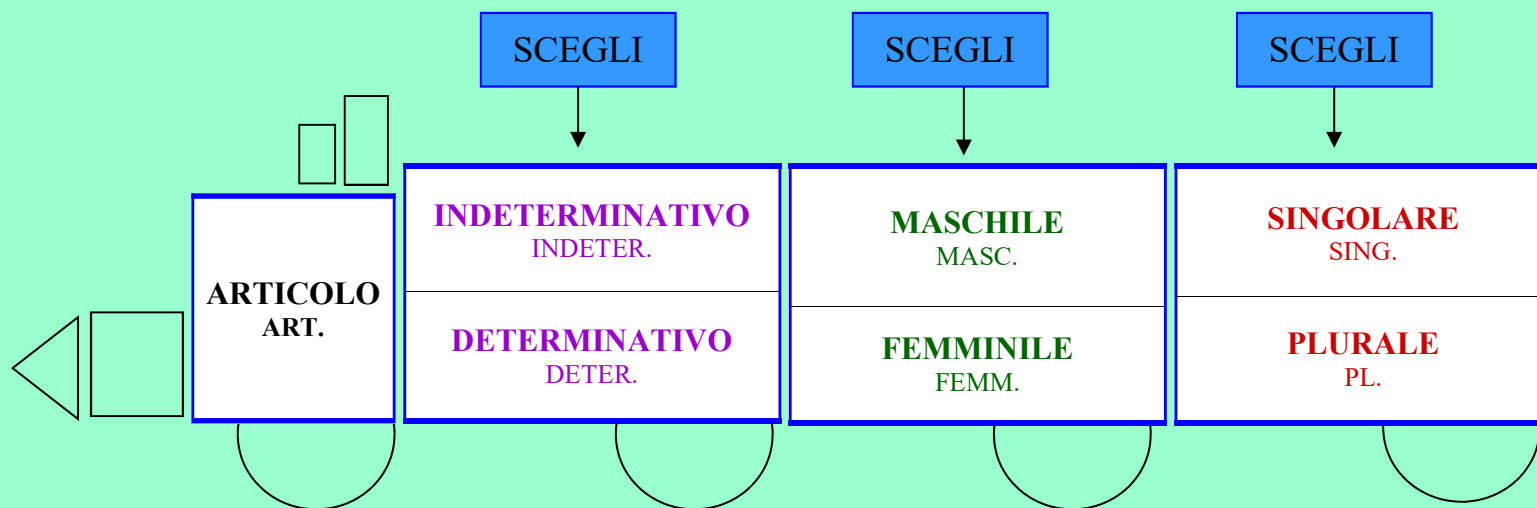 SCEGLI
SCEGLI
SCEGLI
ARTICOLO
ART.
INDETERMINATIVO
INDETER.
DETERMINATIVO
DETER.
MASCHILE
MASC.
FEMMINILE
FEMM.
SINGOLARE
SING.
PLURALE
PL.